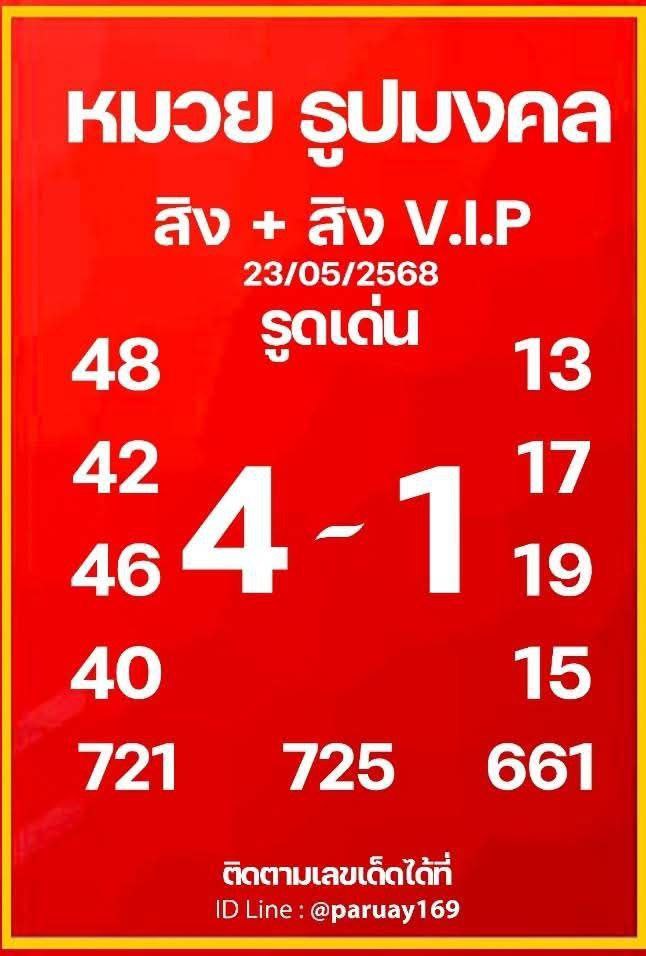 หมวย ธูปมงคล
สิง + สิง V.I.P
23/05/2568
รูดเด่น
48 13
42 17
4 - 1
46 19
40 15
721 725 661
ติดตามเลขเด็ดได้ที่
ID Line : @paruay169